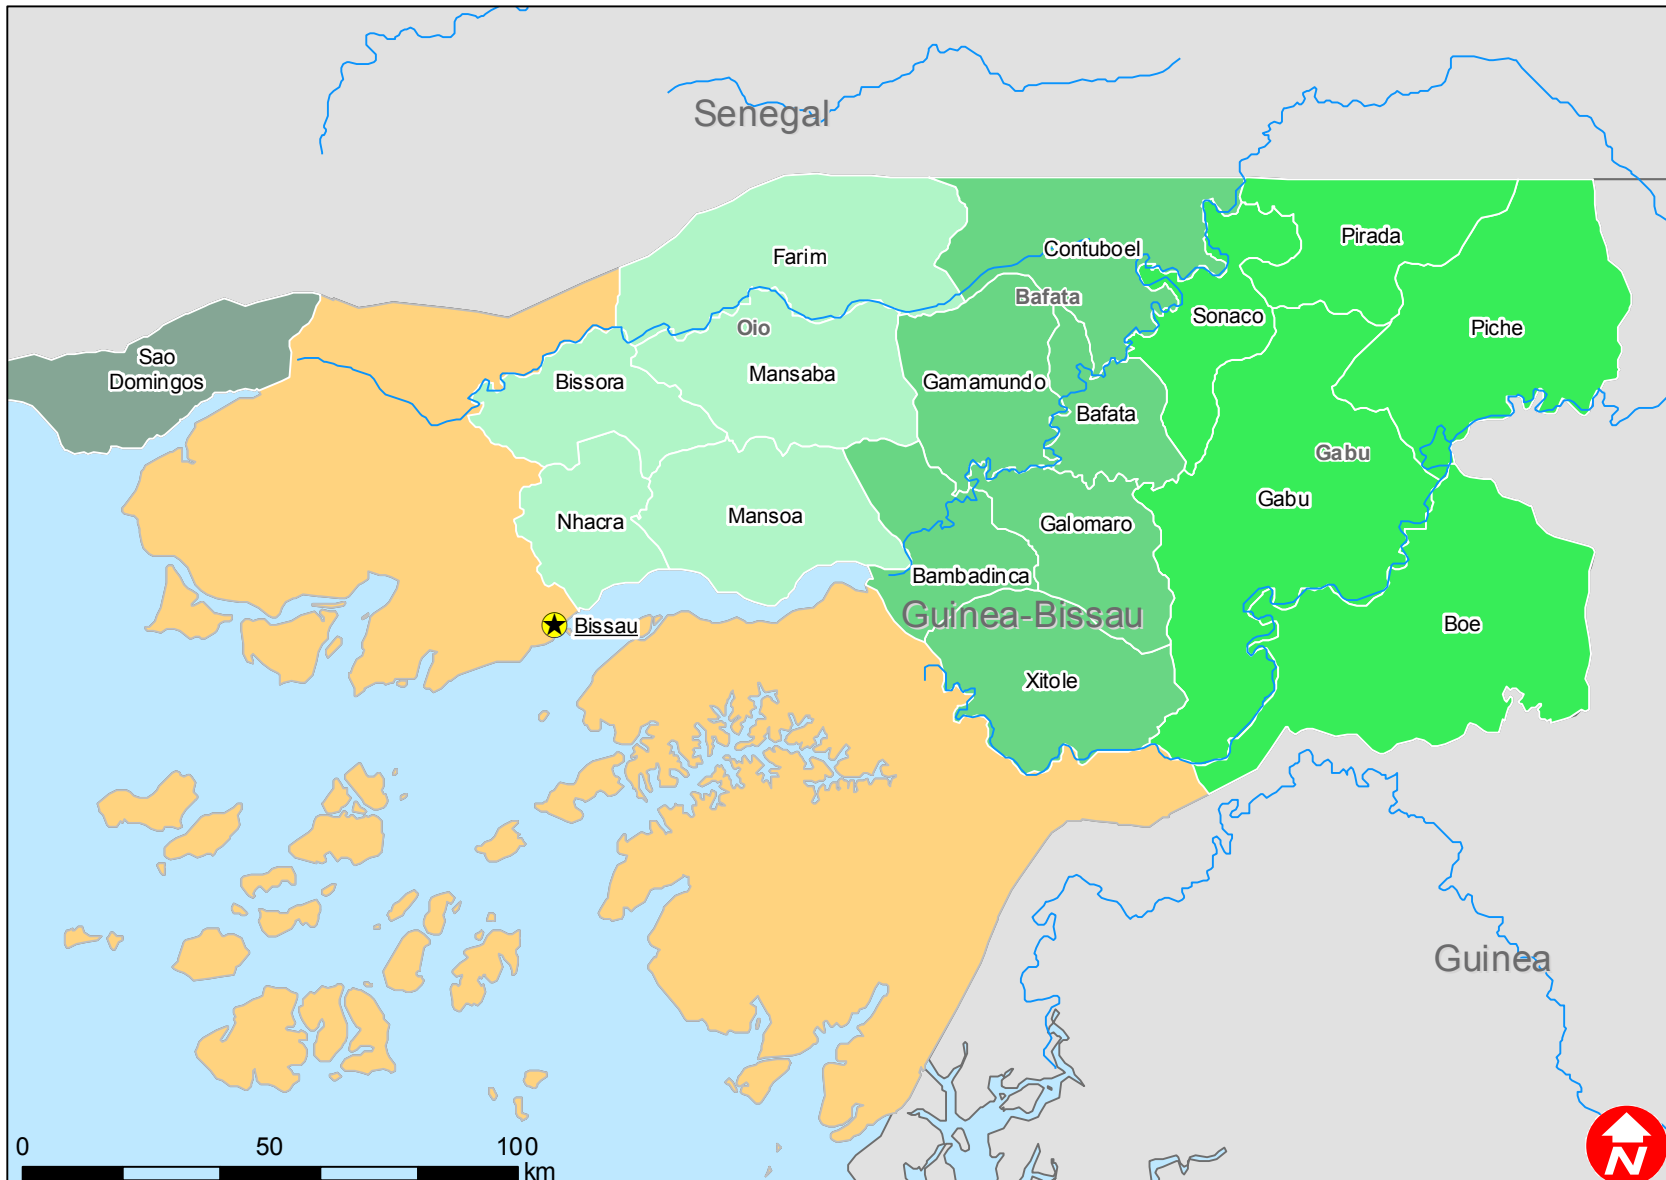 Senegal
Pirada
Contuboel
Farim
Bafata
Sonaco
Oio
Piche
Sao
Domingos
Mansaba
Bissora
Gamamundo
Bafata
Gabu
Gabu
Mansoa
Nhacra
Galomaro
Bambadinca
Guinea-Bissau
Bissau
Boe
Xitole
Guinea
0 50 100
km
N